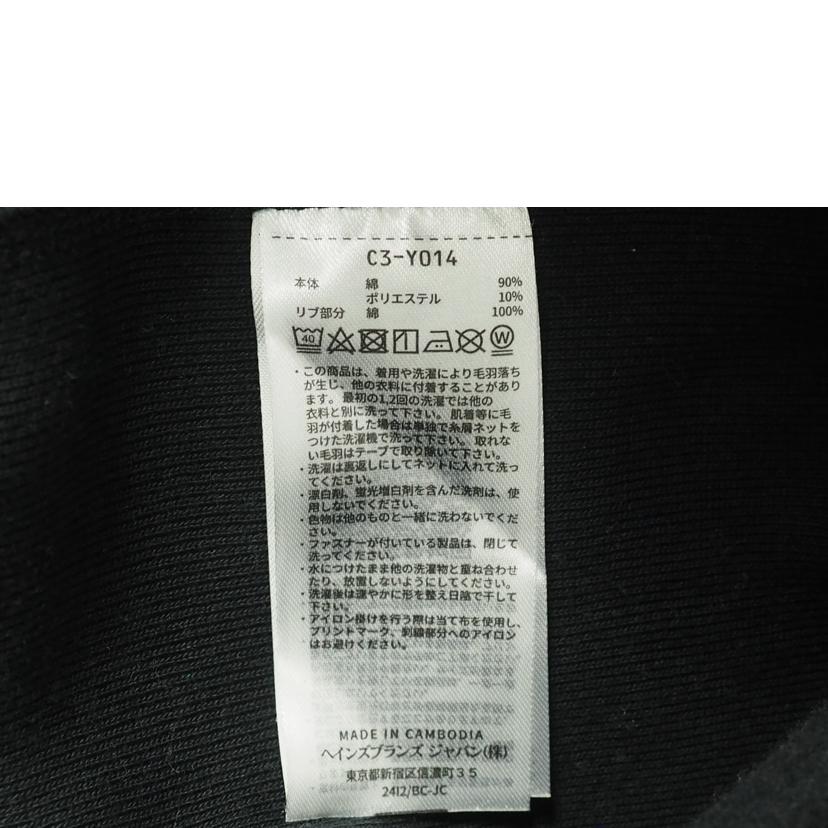 C3-Y014
本体 綿 90%
ポリエステル 10%
リブ部分 綿 100%
40 W
・この商品は、着用や洗濯により毛羽落ち
が生じ、他の衣料に付着することがあり
ます。最初の1,2回の洗濯では他の
衣料と別に洗って下さい。肌着等に毛
羽が付着した場合は単独で糸屑ネットを
つけた洗濯機で洗って下さい。取れな
い毛羽はテープで取り除いて下さい。
・洗濯は裏返しにしてネットに入れて洗っ
てください。
・漂白剤、蛍光増白剤を含んだ洗剤は、使
用しないでください。
・色物は他のものと一緒に洗わないでくだ
さい。
・ファスナーが付いている製品は、閉じて
洗ってください。
・水につけたまま他の洗濯物と重ね合わせ
たり、放置しないようにしてください。
・洗濯後は速やかに形を整え日陰で干して
下さい。
・アイロン掛けを行う際は当て布を使用し、
プリントマーク、刺繍部分へのアイロン
はお避けください。
MADE IN CAMBODIA
ヘインズブランズ ジャパン(株)
東京都新宿区信濃町35
2412/BC-JC